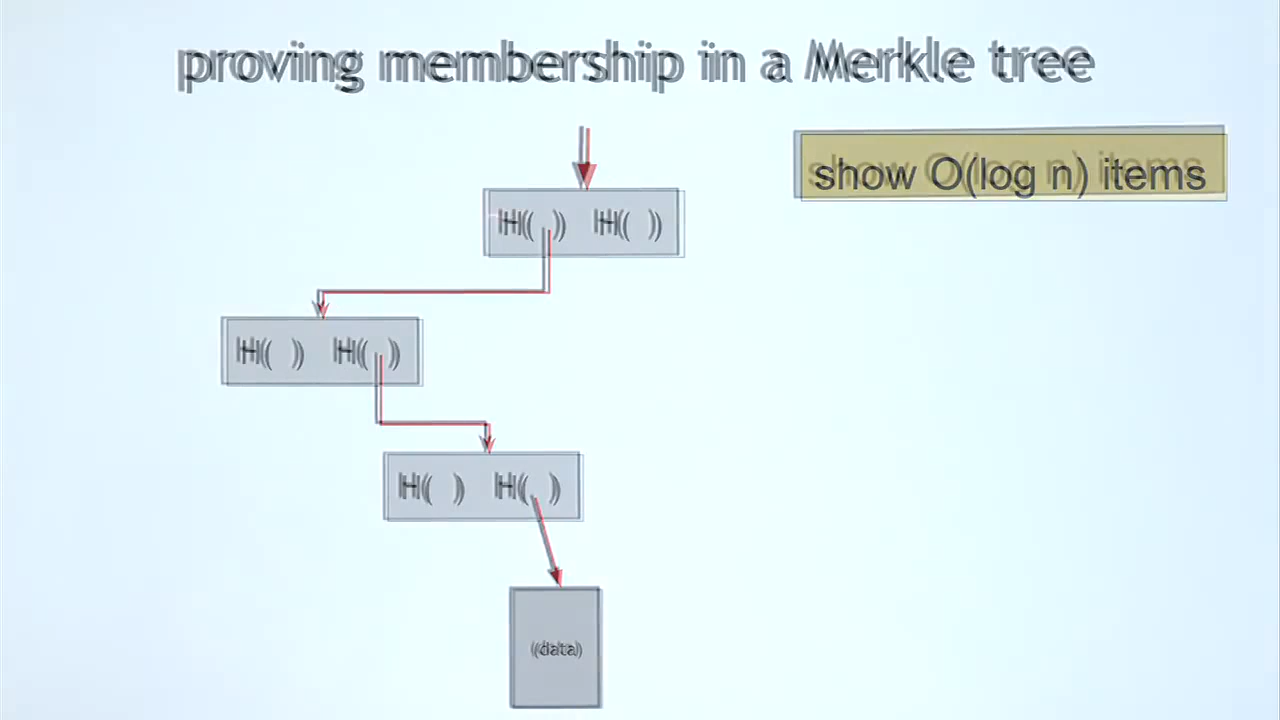 proving membership in a Merkle tree
show O(log n) items
H( ) H( )
H( ) H( )
H( ) H( )
(data)